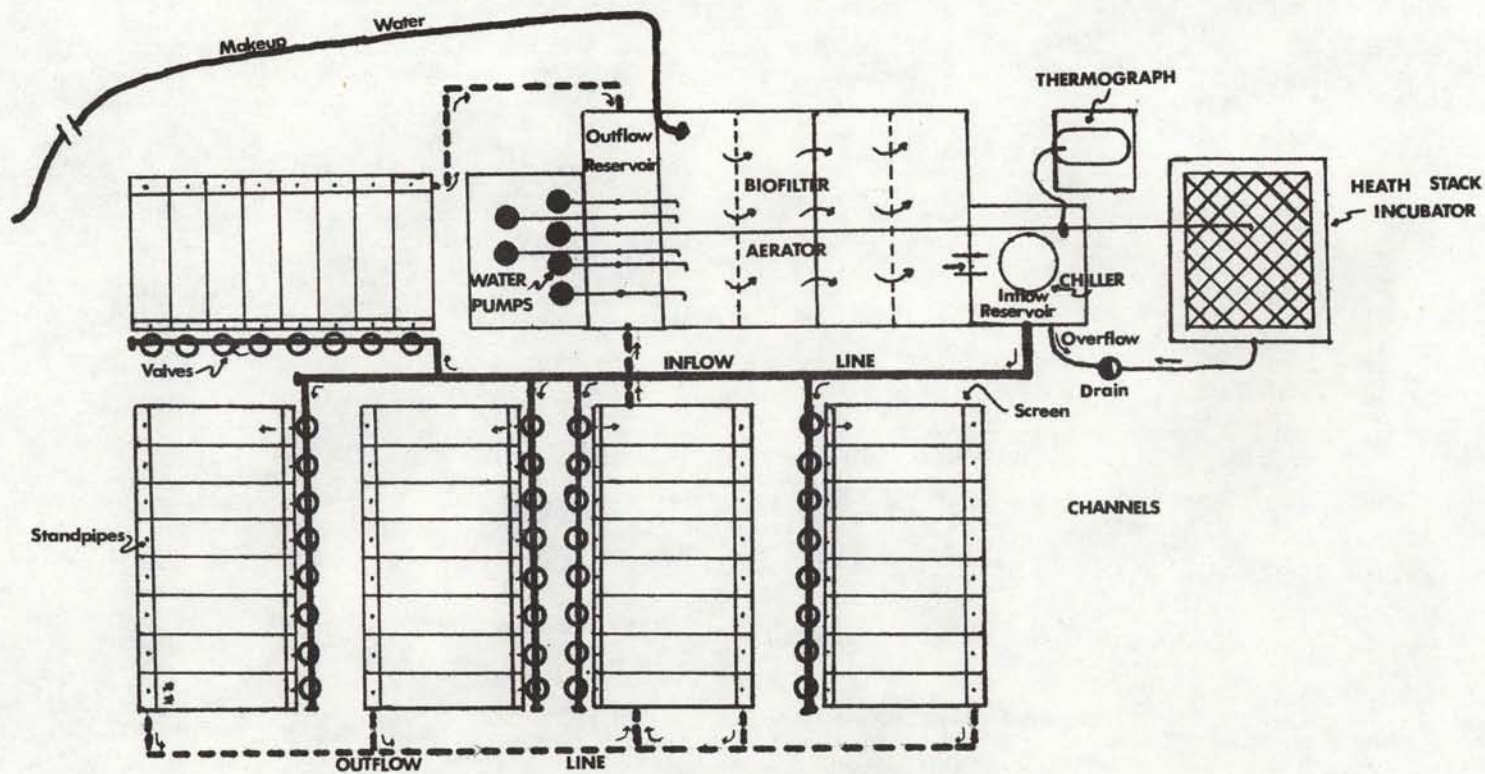 Makeup Water
THERMOGRAPH
Outflow
Reservoir
BIOFILTER
HEATH STACK
INCUBATOR
AERATOR
WATER
PUMPS
CHILLER
Inflow
Reservoir
Overflow
Valves
INFLOW LINE
Drain
Screen
CHANNELS
Standpipes
OUTFLOW LINE